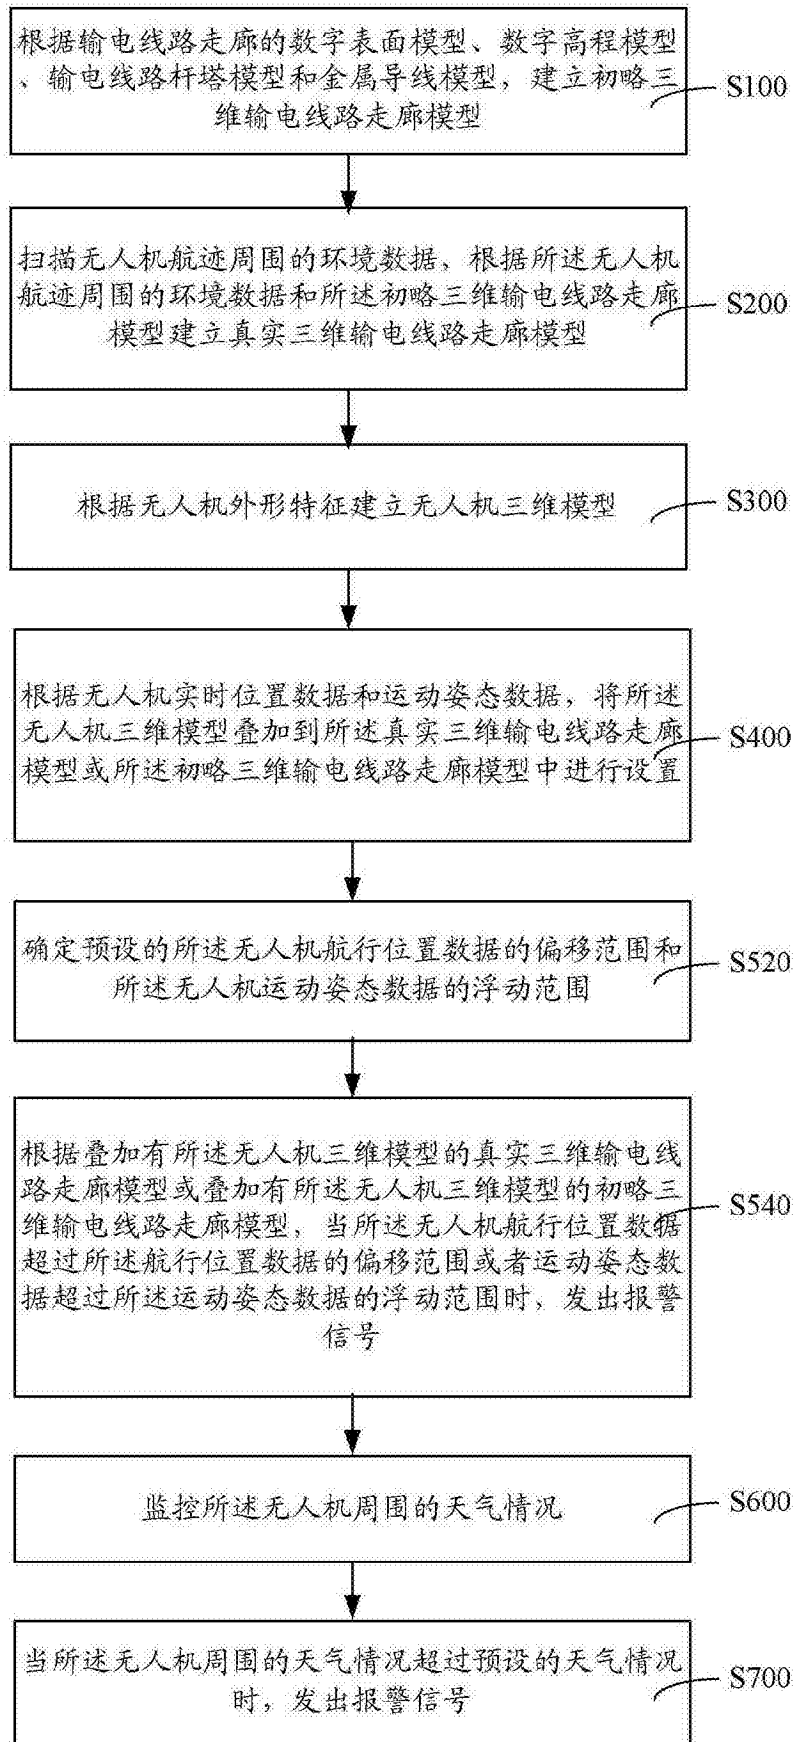 根据输电线路走廊的数字表面模型、数字高程模型
、输电线路杆塔模型和金属导线模型，建立初略三
维输电线路走廊模型
S100
扫描无人机航迹周围的环境数据，根据所述无人机
航迹周围的环境数据和所述初略三维输电线路走廊
模型建立真实三维输电线路走廊模型
S200
根据无人机外形特征建立无人机三维模型
S300
根据无人机实时位置数据和运动姿态数据，将所述
无人机三维模型叠加到所述真实三维输电线路走廊
模型或所述初略三维输电线路走廊模型中进行设置
S400
确定预设的所述无人机航行位置数据的偏移范围和
所述无人机运动姿态数据的浮动范围
S520
根据叠加有所述无人机三维模型的真实三维输电线
路走廊模型或叠加有所述无人机三维模型的初略三
维输电线路走廊模型，当所述无人机航行位置数据
超过所述航行位置数据的偏移范围或者运动姿态数
据超过所述运动姿态数据的浮动范围时，发出报警
信号
S540
监控所述无人机周围的天气情况
S600
当所述无人机周围的天气情况超过预设的天气情况
时，发出报警信号
S700